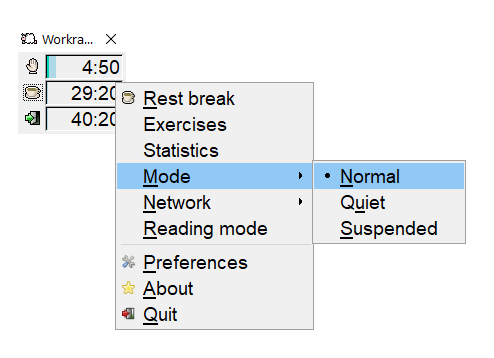 Workra...
4:50
29:20
40:20
Rest break
Exercises
Statistics
Mode
Network
Reading mode
Preferences
About
Quit
Normal
Quiet
Suspended